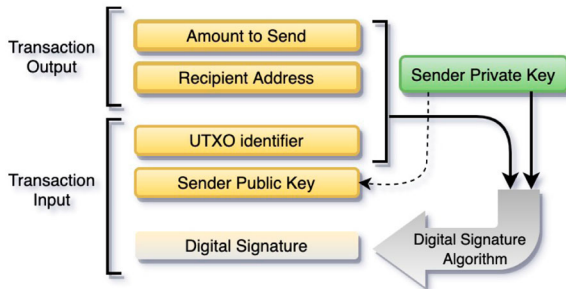 Transaction
Output
Amount to Send
Recipient Address
Sender Private Key
Transaction
Input
UTXO identifier
Sender Public Key
Digital Signature
Digital Signature
Algorithm